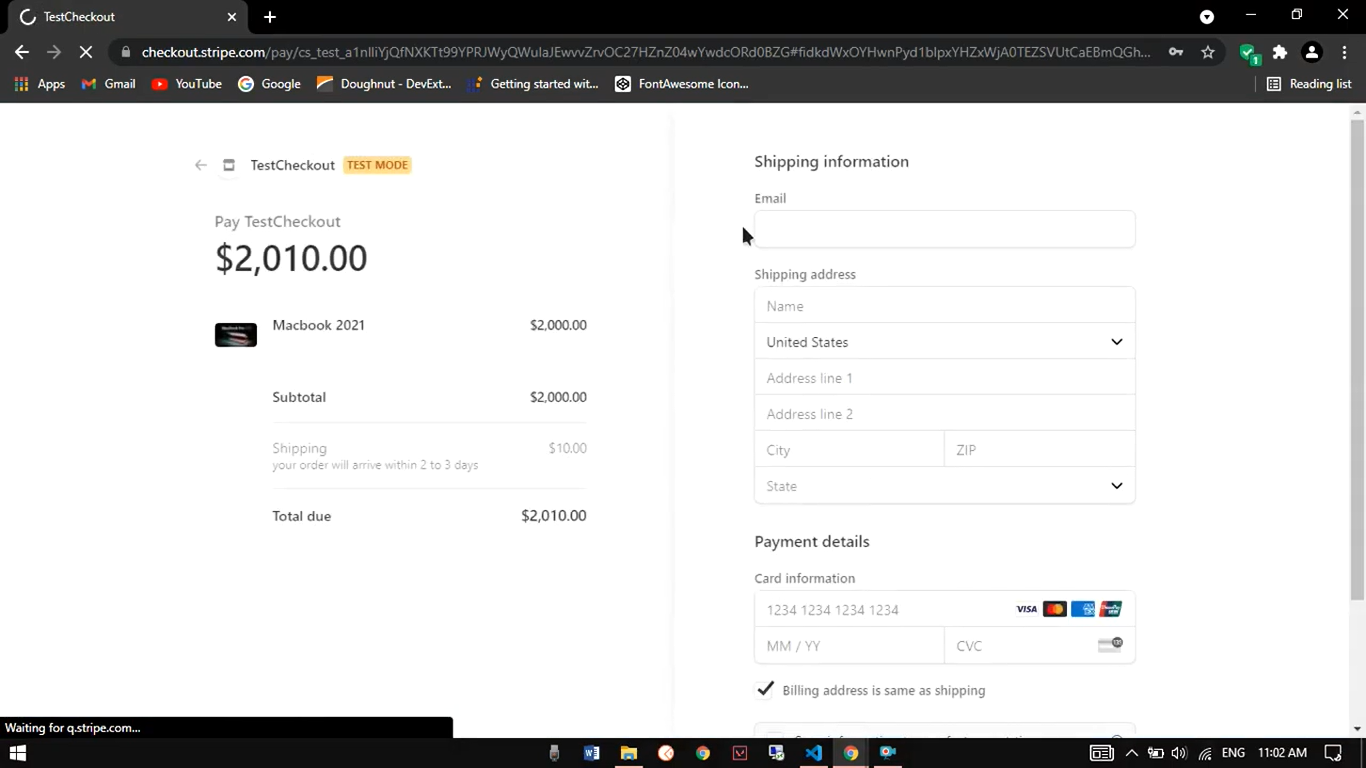 TestCheckout
checkout.stripe.com/pay/cs_test_a1nlliYjQfNXKTt99YPRJWyQWulaJEwvvZrvOC27HZnZ04wYwdcORd0BZG#fidkdWxOYHwnPyd1blpxYHZxWjA0TEZSVUtCaEBmQGh...
1
Apps Gmail YouTube Google Doughnut - DevExt... Getting started wit... FontAwesome Icon... Reading list
TestCheckout TEST MODE
Pay TestCheckout
$2,010.00
Macbook 2021 $2,000.00
Subtotal $2,000.00
Shipping $10.00
your order will arrive within 2 to 3 days
Total due $2,010.00
Shipping information
Email
Shipping address
Name
United States
Address line 1
Address line 2
City ZIP
State
Payment details
Card information
1234 1234 1234 1234 VISA
MM / YY CVC
Billing address is same as shipping
Waiting for q.stripe.com...
ENG 11:02 AM